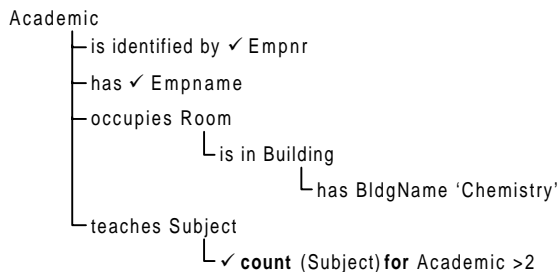 Academic
is identified by ✓ Empnr
has ✓ Empname
occupies Room
is in Building
has BldgName ‘Chemistry’
teaches Subject
✓ count (Subject) for Academic >2